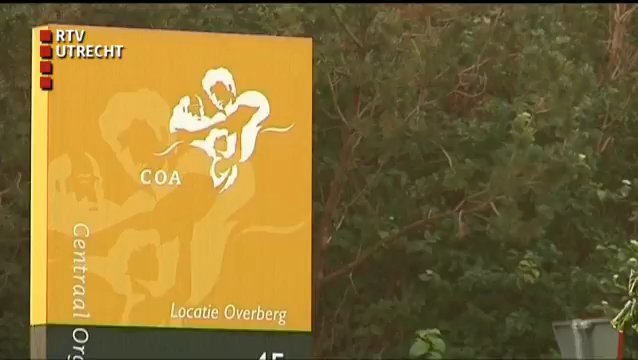 RTV
UTRECHT
COA
Centraal Org
Locatie Overberg